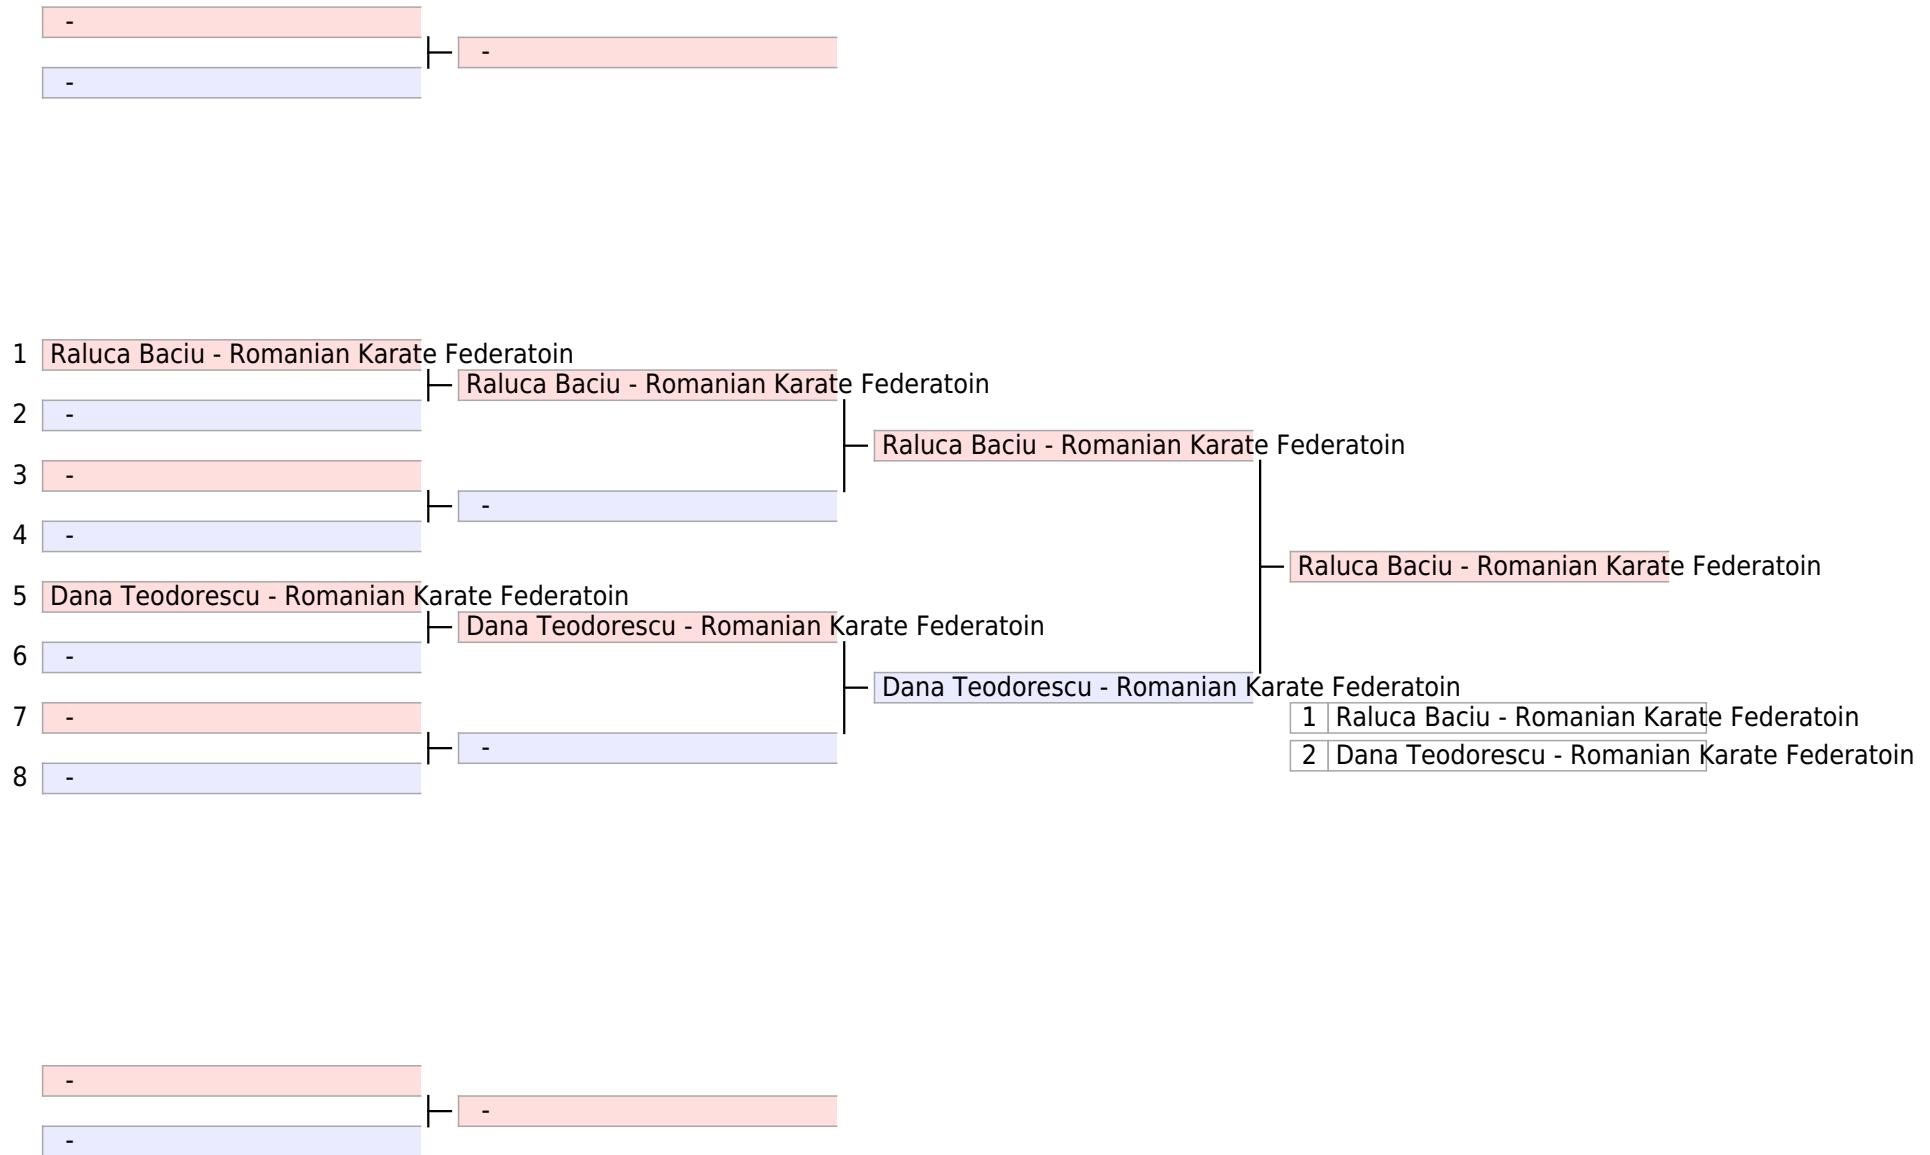 -
-
-
1 Raluca Baciu - Romanian Karate Federatoin
Raluca Baciu - Romanian Karate Federatoin
2 -
Raluca Baciu - Romanian Karate Federatoin
3 -
-
4 -
Raluca Baciu - Romanian Karate Federatoin
5 Dana Teodorescu - Romanian Karate Federatoin
Dana Teodorescu - Romanian Karate Federatoin
6 -
Dana Teodorescu - Romanian Karate Federatoin
7 -
1 Raluca Baciu - Romanian Karate Federatoin
-
2 Dana Teodorescu - Romanian Karate Federatoin
8 -
-
-
-